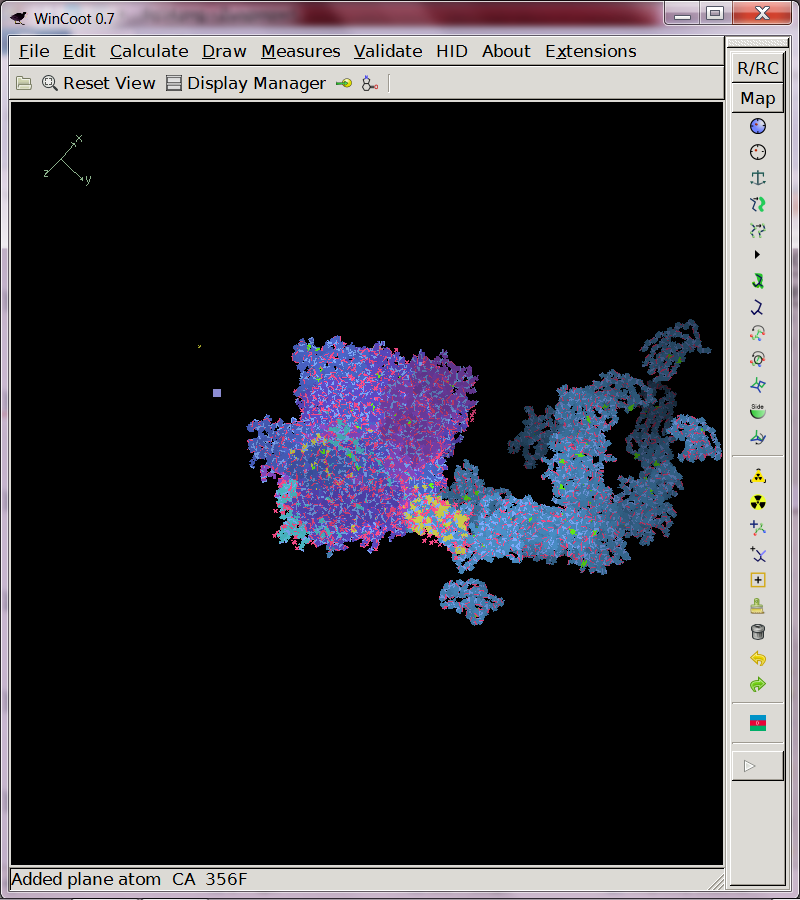 WinCoot 0.7
File Edit Calculate Draw Measures Validate HID About Extensions
Reset View Display Manager
R/RC
Map
x
z
y
Side
Added plane atom CA 356F